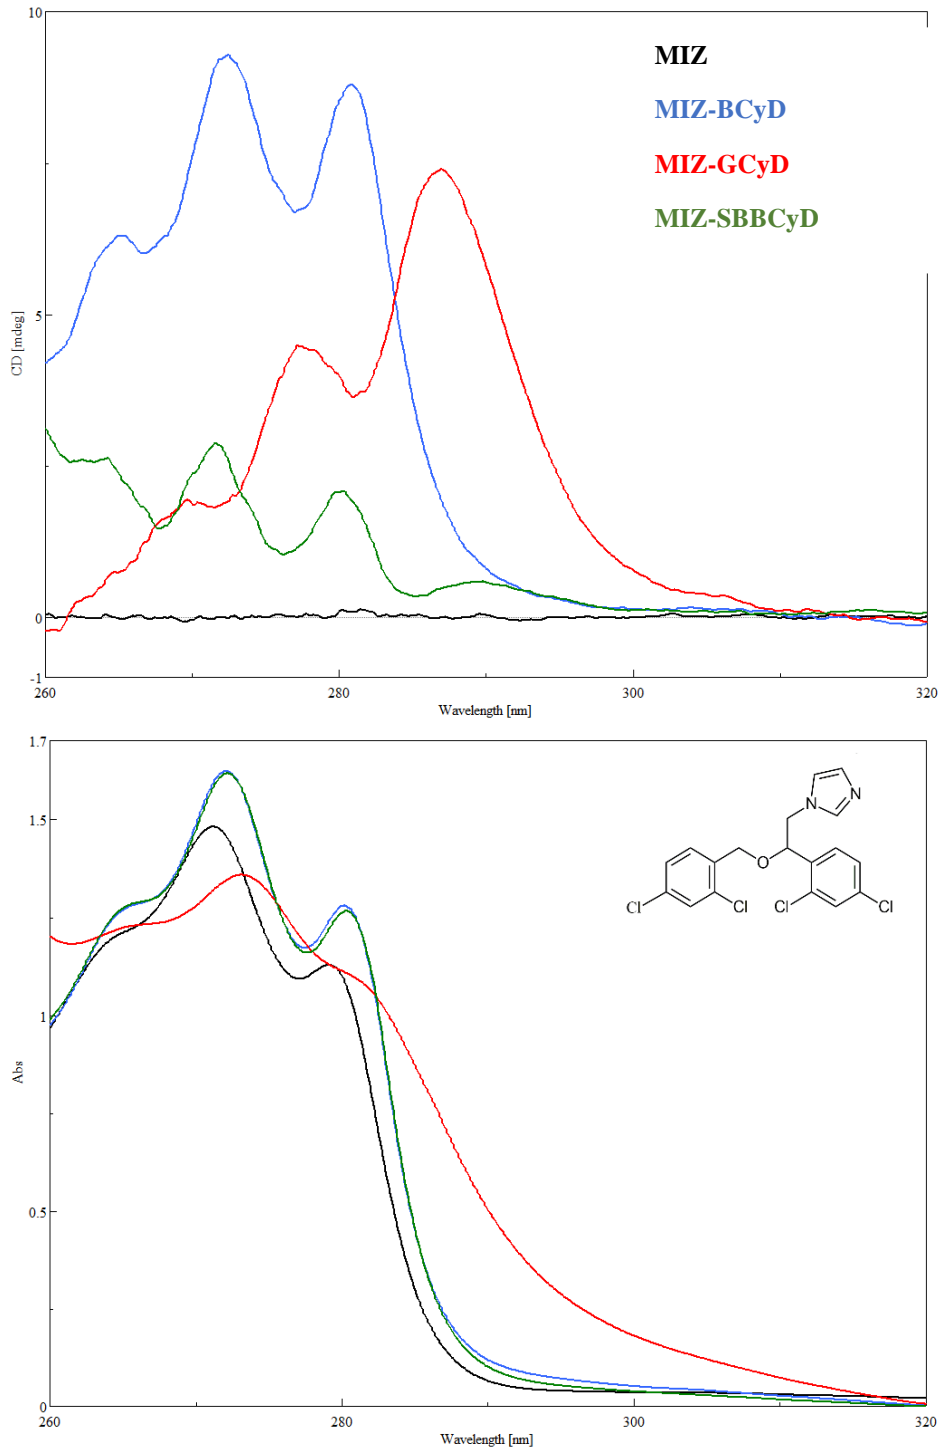 10
MIZ
MIZ-BCyD
MIZ-GCyD
MIZ-SBBCyD
5
CD [mdeg]
0
-1
260
280
300
320
Wavelength [nm]
1.7
1.5
N
N
O
Cl
Cl
Cl
Cl
1
Abs
0.5
0
260
280
300
320
Wavelength [nm]